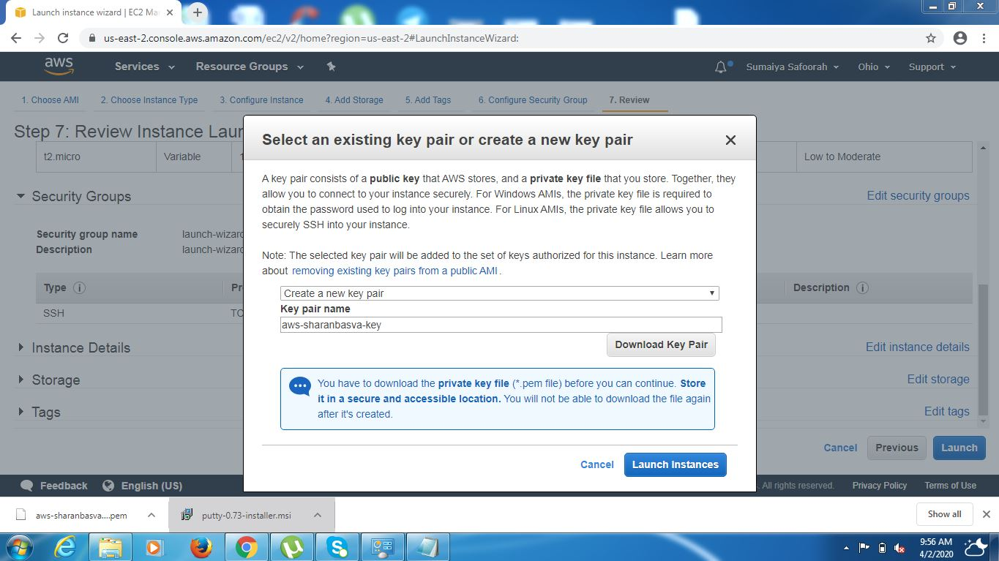 Launch instance wizard | EC2 Ma
us-east-2.console.aws.amazon.com/ec2/v2/home?region=us-east-2#LaunchInstanceWizard:
aws Services Resource Groups Sumaiya Safoorah Ohio Support
1. Choose AMI 2. Choose Instance Type 3. Configure Instance 4. Add Storage 5. Add Tags 6. Configure Security Group 7. Review
Step 7: Review Instance Laun
t2.micro Variable Low to Moderate
Security Groups Edit security groups
Security group name launch-wizard
Description launch-wizard
Type Description
SSH
Instance Details Edit instance details
Storage Edit storage
Tags Edit tags
Cancel Previous Launch
Select an existing key pair or create a new key pair
A key pair consists of a public key that AWS stores, and a private key file that you store. Together, they
allow you to connect to your instance securely. For Windows AMIs, the private key file is required to
obtain the password used to log into your instance. For Linux AMIs, the private key file allows you to
securely SSH into your instance.
Note: The selected key pair will be added to the set of keys authorized for this instance. Learn more
about removing existing key pairs from a public AMI.
Create a new key pair
Key pair name
aws-sharanbasva-key
Download Key Pair
You have to download the private key file (*.pem file) before you can continue. Store
it in a secure and accessible location. You will not be able to download the file again
after it's created.
Cancel Launch Instances
Feedback English (US) All rights reserved. Privacy Policy Terms of Use
aws-sharanbasva....pem putty-0.73-installer.msi Show all
9:56 AM
4/2/2020